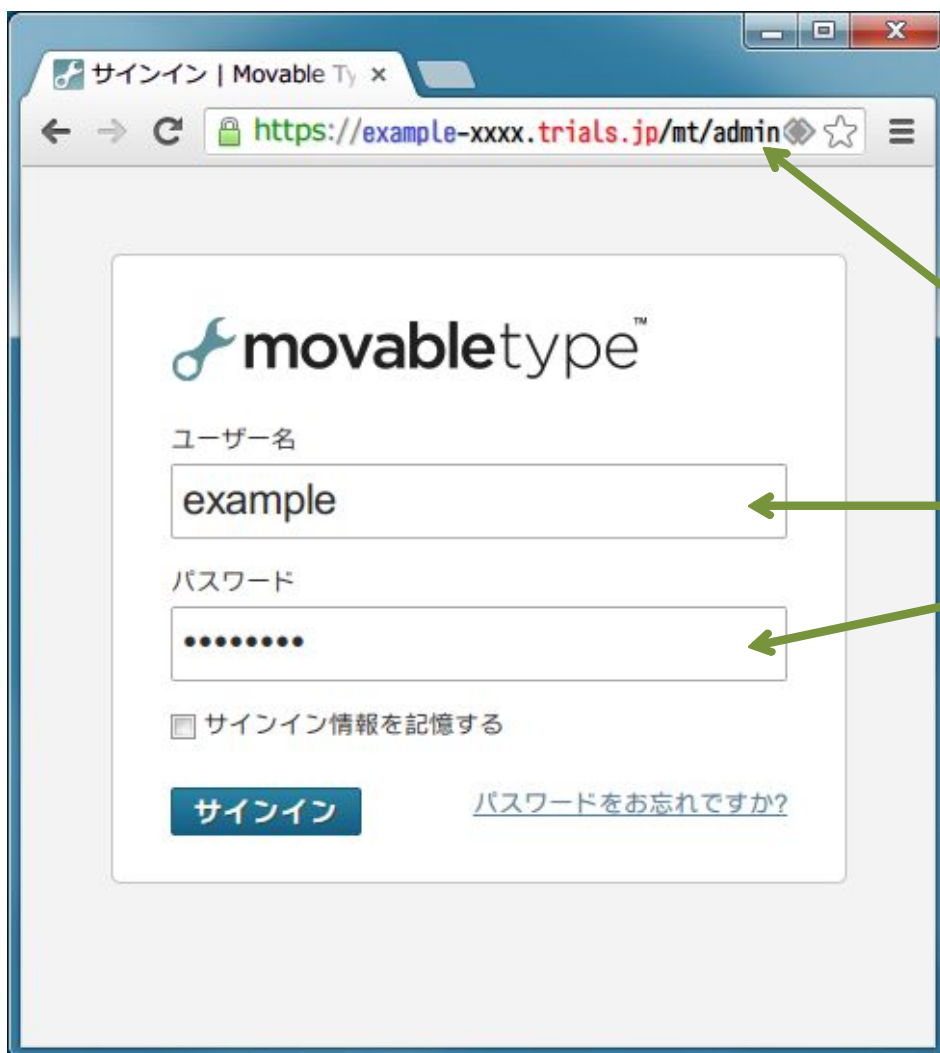 サインイン | Movable Ty
https://example-xxxx.trials.jp/mt/admin
movabletype™
ユーザー名
example
パスワード
••••••••
サインイン情報を記憶する
サインイン パスワードをお忘れですか?